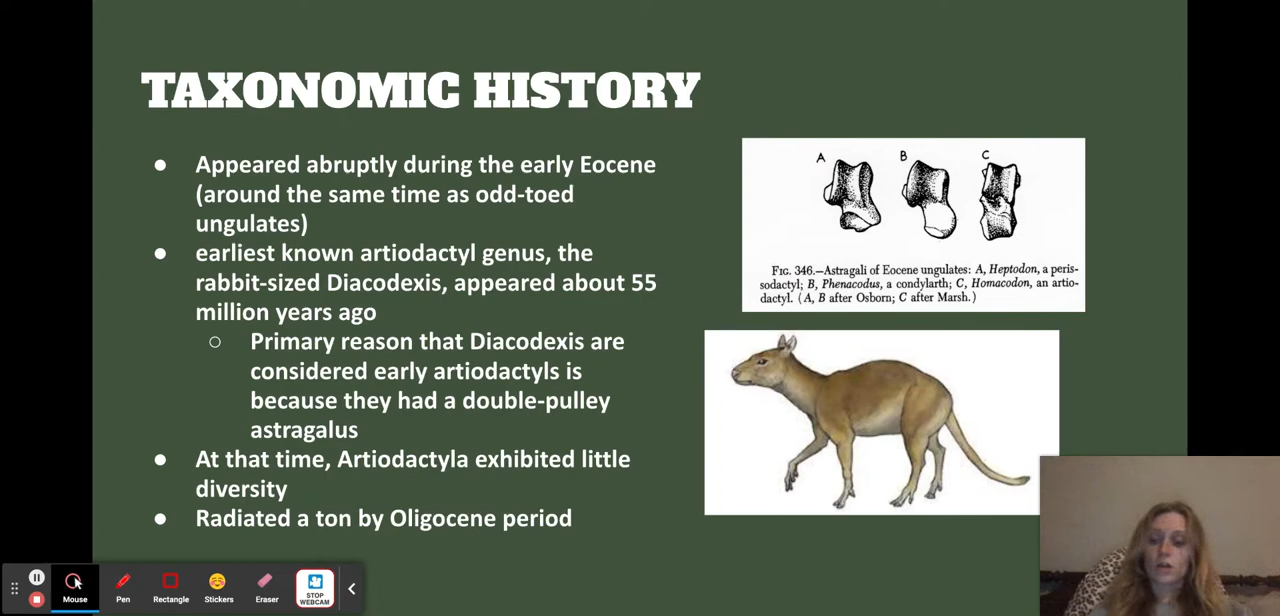 TAXONOMIC HISTORY
● Appeared abruptly during the early Eocene
(around the same time as odd-toed
ungulates)
● earliest known artiodactyl genus, the
rabbit-sized Diacodexis, appeared about 55
million years ago
○ Primary reason that Diacodexis are
considered early artiodactyls is
because they had a double-pulley
astragalus
● At that time, Artiodactyla exhibited little
diversity
● Radiated a ton by Oligocene period
A B C
FIG. 346.—Astragali of Eocene ungulates: A, Heptodon, a peris-
sodactyl; B, Phenacodus, a condylarth; C, Homacodon, an artio-
dactyl. (A, B after Osborn; C after Marsh.)
Mouse Pen Rectangle Stickers Eraser STOP
WEBCAM